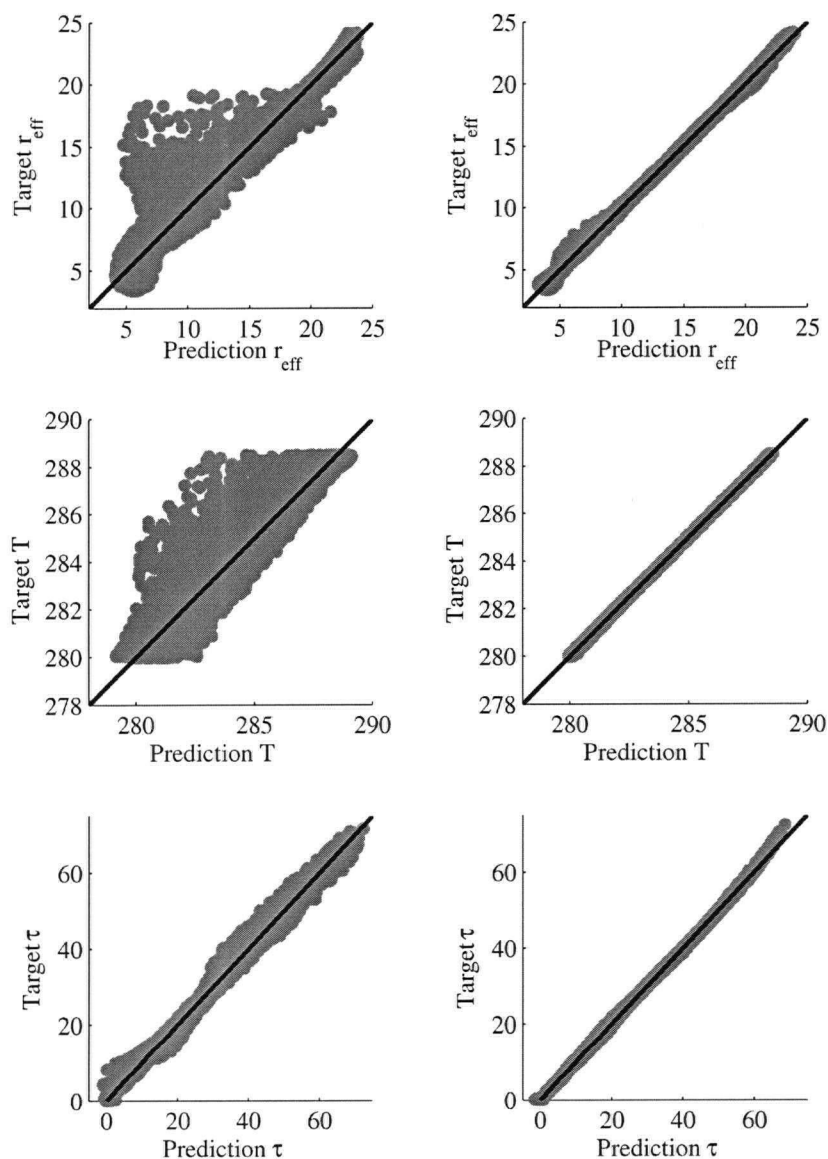 25
20
15
10
5
Target r_eff
5 10 15 20 25
Prediction r_eff
25
20
15
10
5
Target r_eff
5 10 15 20 25
Prediction r_eff
290
288
286
284
282
280
278
Target T
280 285 290
Prediction T
290
288
286
284
282
280
278
Target T
280 285 290
Prediction T
60
40
20
0
Target τ
0 20 40 60
Prediction τ
60
40
20
0
Target τ
0 20 40 60
Prediction τ